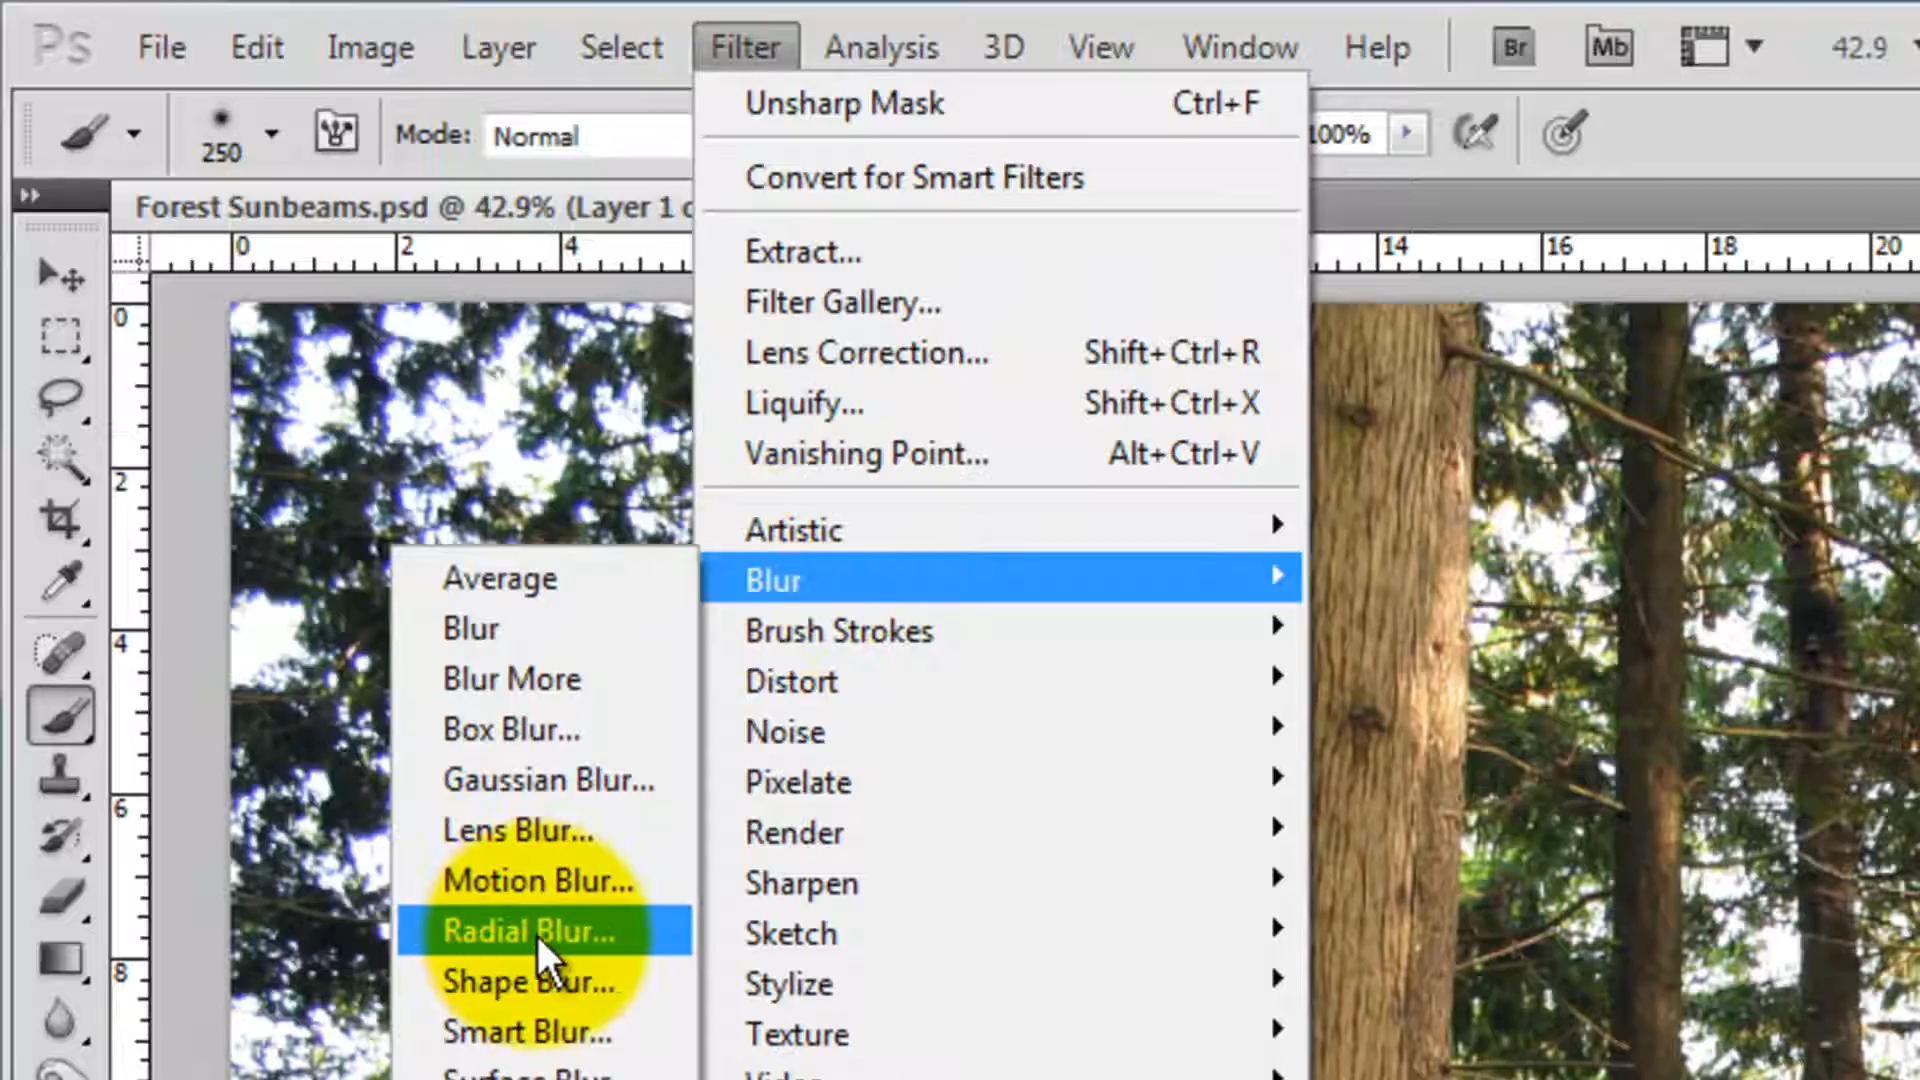 Ps File Edit Image Layer Select Filter Analysis 3D View Window Help Br Mb 42.9
250 Mode: Normal 100%
Forest Sunbeams.psd @ 42.9% (Layer 1 c
0 2 4 14 16 18 20
0
2
4
6
8
Unsharp Mask Ctrl+F
Convert for Smart Filters
Extract...
Filter Gallery...
Lens Correction... Shift+Ctrl+R
Liquify... Shift+Ctrl+X
Vanishing Point... Alt+Ctrl+V
Artistic
Blur
Brush Strokes
Distort
Noise
Pixelate
Render
Sharpen
Sketch
Stylize
Texture
Average
Blur
Blur More
Box Blur...
Gaussian Blur...
Lens Blur...
Motion Blur...
Radial Blur...
Shape Blur...
Smart Blur...